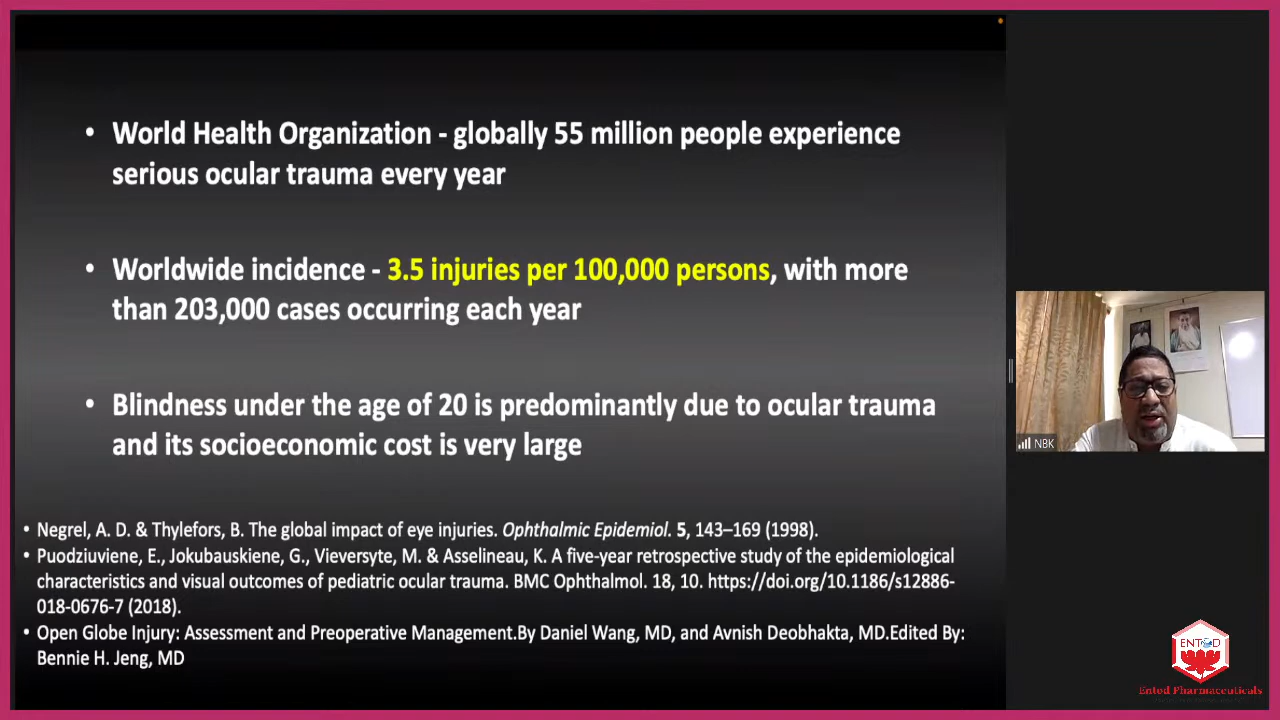 • World Health Organization - globally 55 million people experience
serious ocular trauma every year
• Worldwide incidence - 3.5 injuries per 100,000 persons, with more
than 203,000 cases occurring each year
• Blindness under the age of 20 is predominantly due to ocular trauma
and its socioeconomic cost is very large
• Negrel, A. D. & Thylefors, B. The global impact of eye injuries. Ophthalmic Epidemiol. 5, 143–169 (1998).
• Puodziuviene, E., Jokubauskiene, G., Vieversyte, M. & Asselineau, K. A five-year retrospective study of the epidemiological
characteristics and visual outcomes of pediatric ocular trauma. BMC Ophthalmol. 18, 10. https://doi.org/10.1186/s12886-
018-0676-7 (2018).
• Open Globe Injury: Assessment and Preoperative Management.By Daniel Wang, MD, and Avnish Deobhakta, MD.Edited By:
Bennie H. Jeng, MD
NBK
ENTOD
Entod Pharmaceuticals